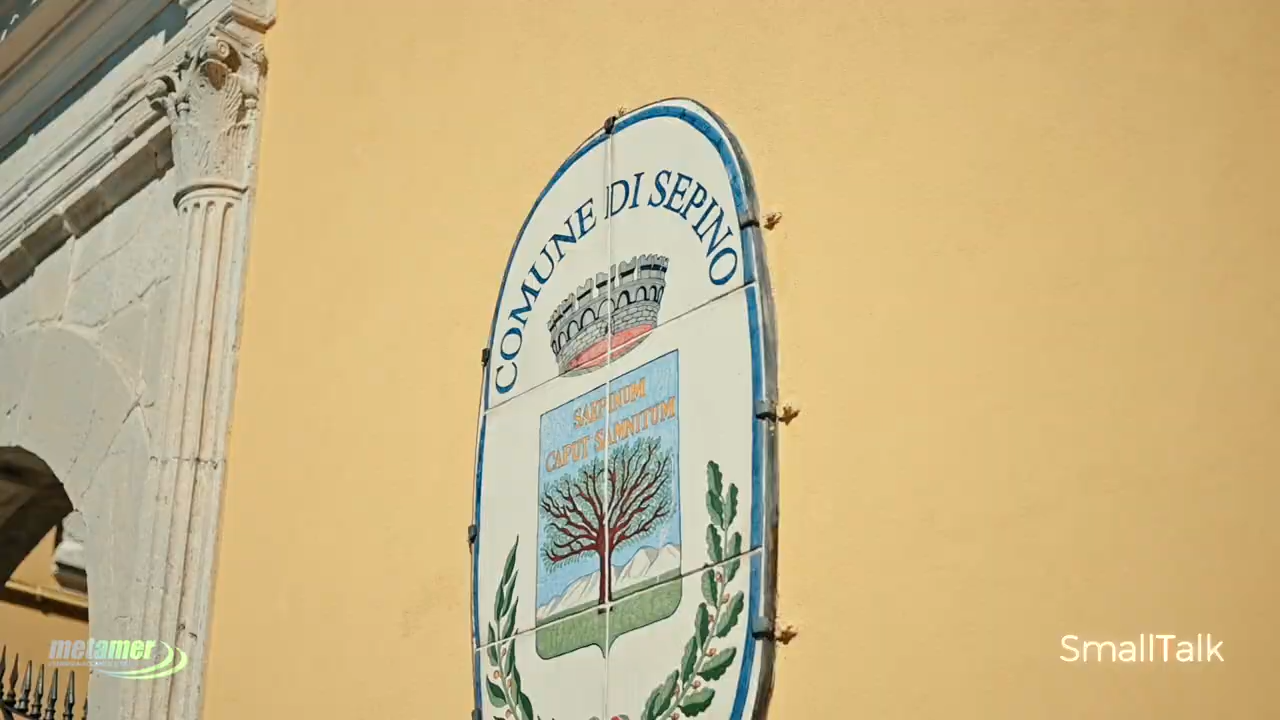 COMUNE DI SEPINO
SAEPINUM
CAPUT SAMNITUM
metamer
SmallTalk